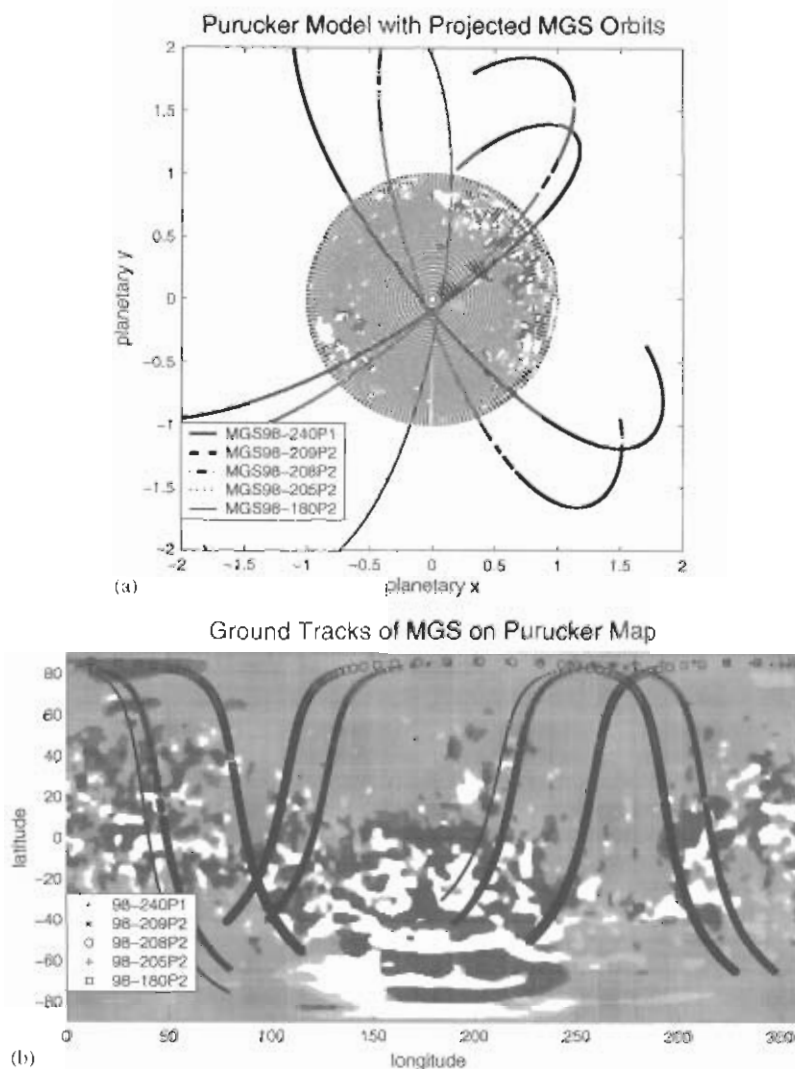 Purucker Model with Projected MGS Orbits
2
1.5
1
0.5
0
-0.5
-1
-1.5
-2
planetary y
MGS98-240P1
MGS98-209P2
MGS98-208P2
MGS98-205P2
MGS98-180P2
-2 -1.5 -1 -0.5 0 0.5 1 1.5 2
planetary x
(a)
Ground Tracks of MGS on Purucker Map
80
60
40
20
0
-20
-40
-60
-80
latitude
98-240P1
98-209P2
98-208P2
98-205P2
98-180P2
0 50 100 150 200 250 300
longitude
(b)